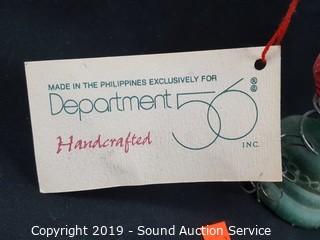 MADE IN THE PHILIPPINES EXCLUSIVELY FOR
Department 56 ®
Handcrafted
INC.
Copyright 2019 - Sound Auction Service